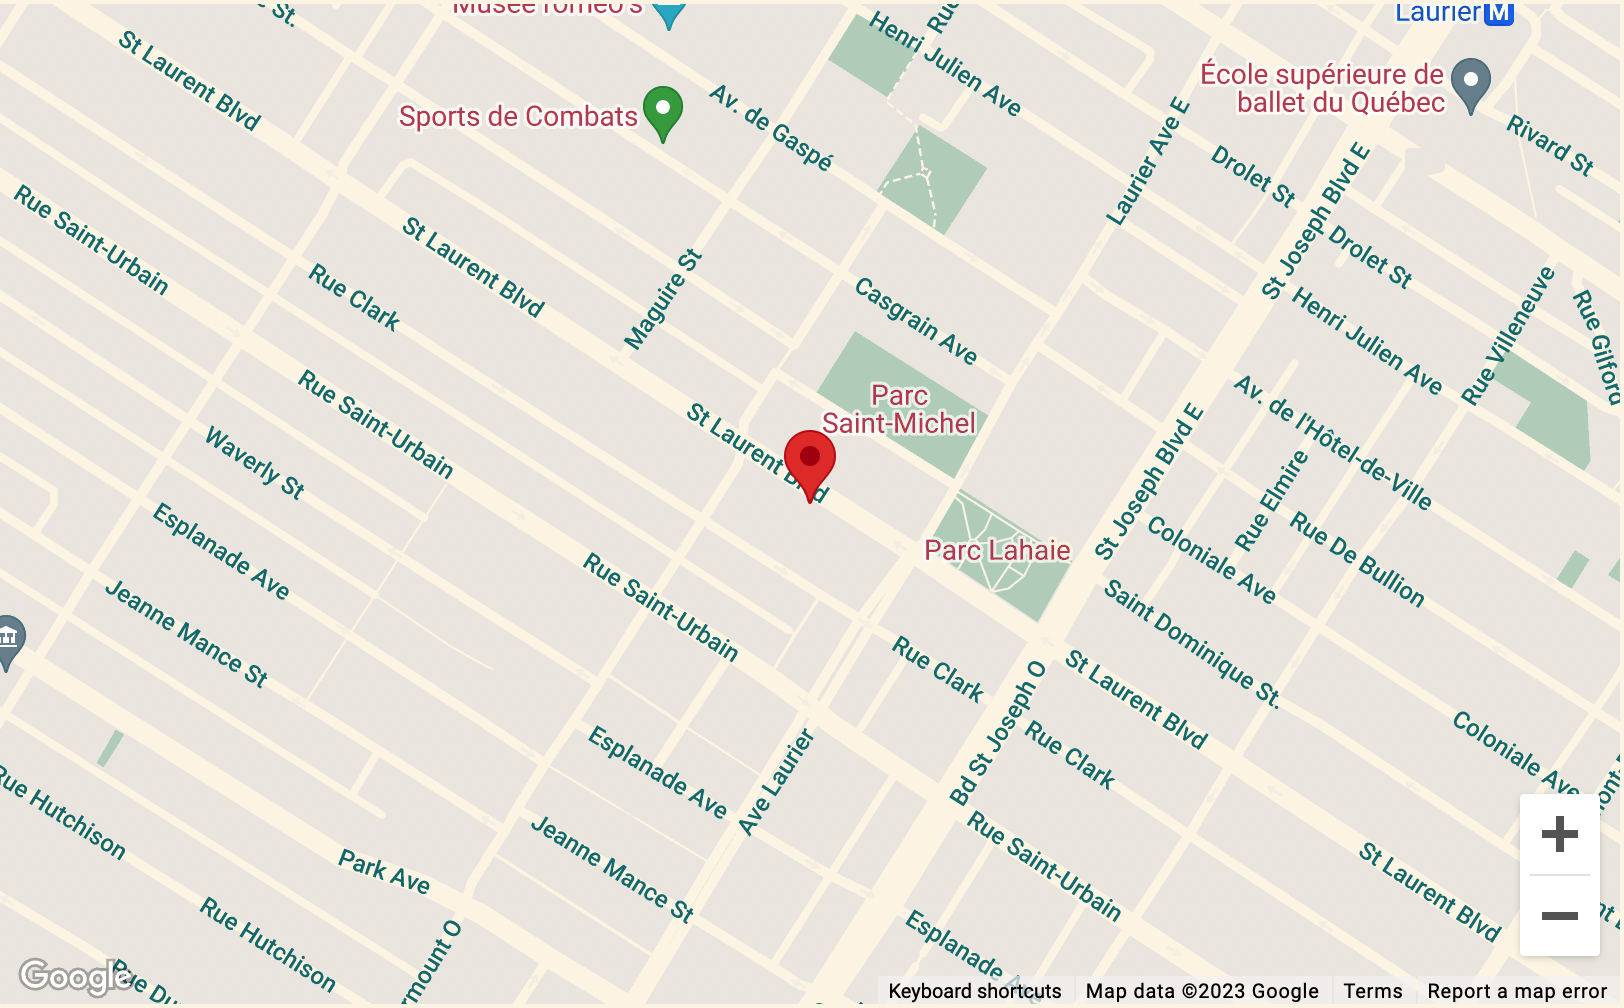 St.
Musée roméo's
Laurier M
Henri Julien Ave
St Laurent Blvd
École supérieure de
ballet du Québec
Sports de Combats
Av. de Gaspé
Laurier Ave E
Rivard St
Drolet St
St Joseph Blvd E
Rue Saint-Urbain
St Laurent Blvd
Drolet St
Maguire St
Rue Clark
Casgrain Ave
Henri Julien Ave
Rue Villeneuve
Rue Gilford
Rue Saint-Urbain
Parc
Saint-Michel
St Laurent Blvd
Av. de l'Hôtel-de-Ville
St Joseph Blvd E
Rue Elmire
Waverly St
Esplanade Ave
Coloniale Ave
Rue De Bullion
Parc Lahaie
Jeanne Mance St
Rue Saint-Urbain
Saint Dominique St.
Rue Clark
St Laurent Blvd
Bd St Joseph O
Rue Clark
Coloniale Ave
Esplanade Ave
Ave Laurier
Rue Hutchison
Jeanne Mance St
Park Ave
Rue Saint-Urbain
St Laurent Blvd
Rue Hutchison
Esplanade Ave
Google
Keyboard shortcuts
Map data ©2023 Google
Terms
Report a map error